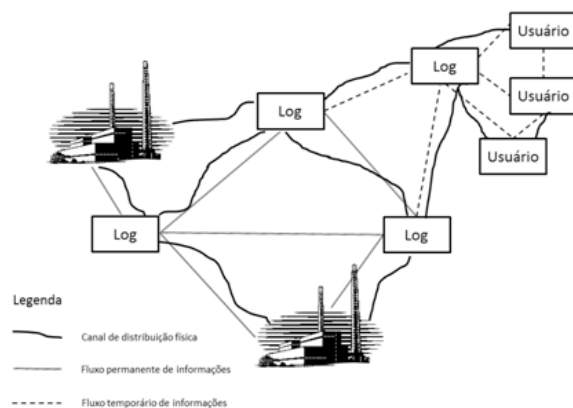 Usuário
Log
Usuário
Log
Usuário
Log
Log
Legenda
Canal de distribuição física
Fluxo permanente de informações
Fluxo temporário de informações